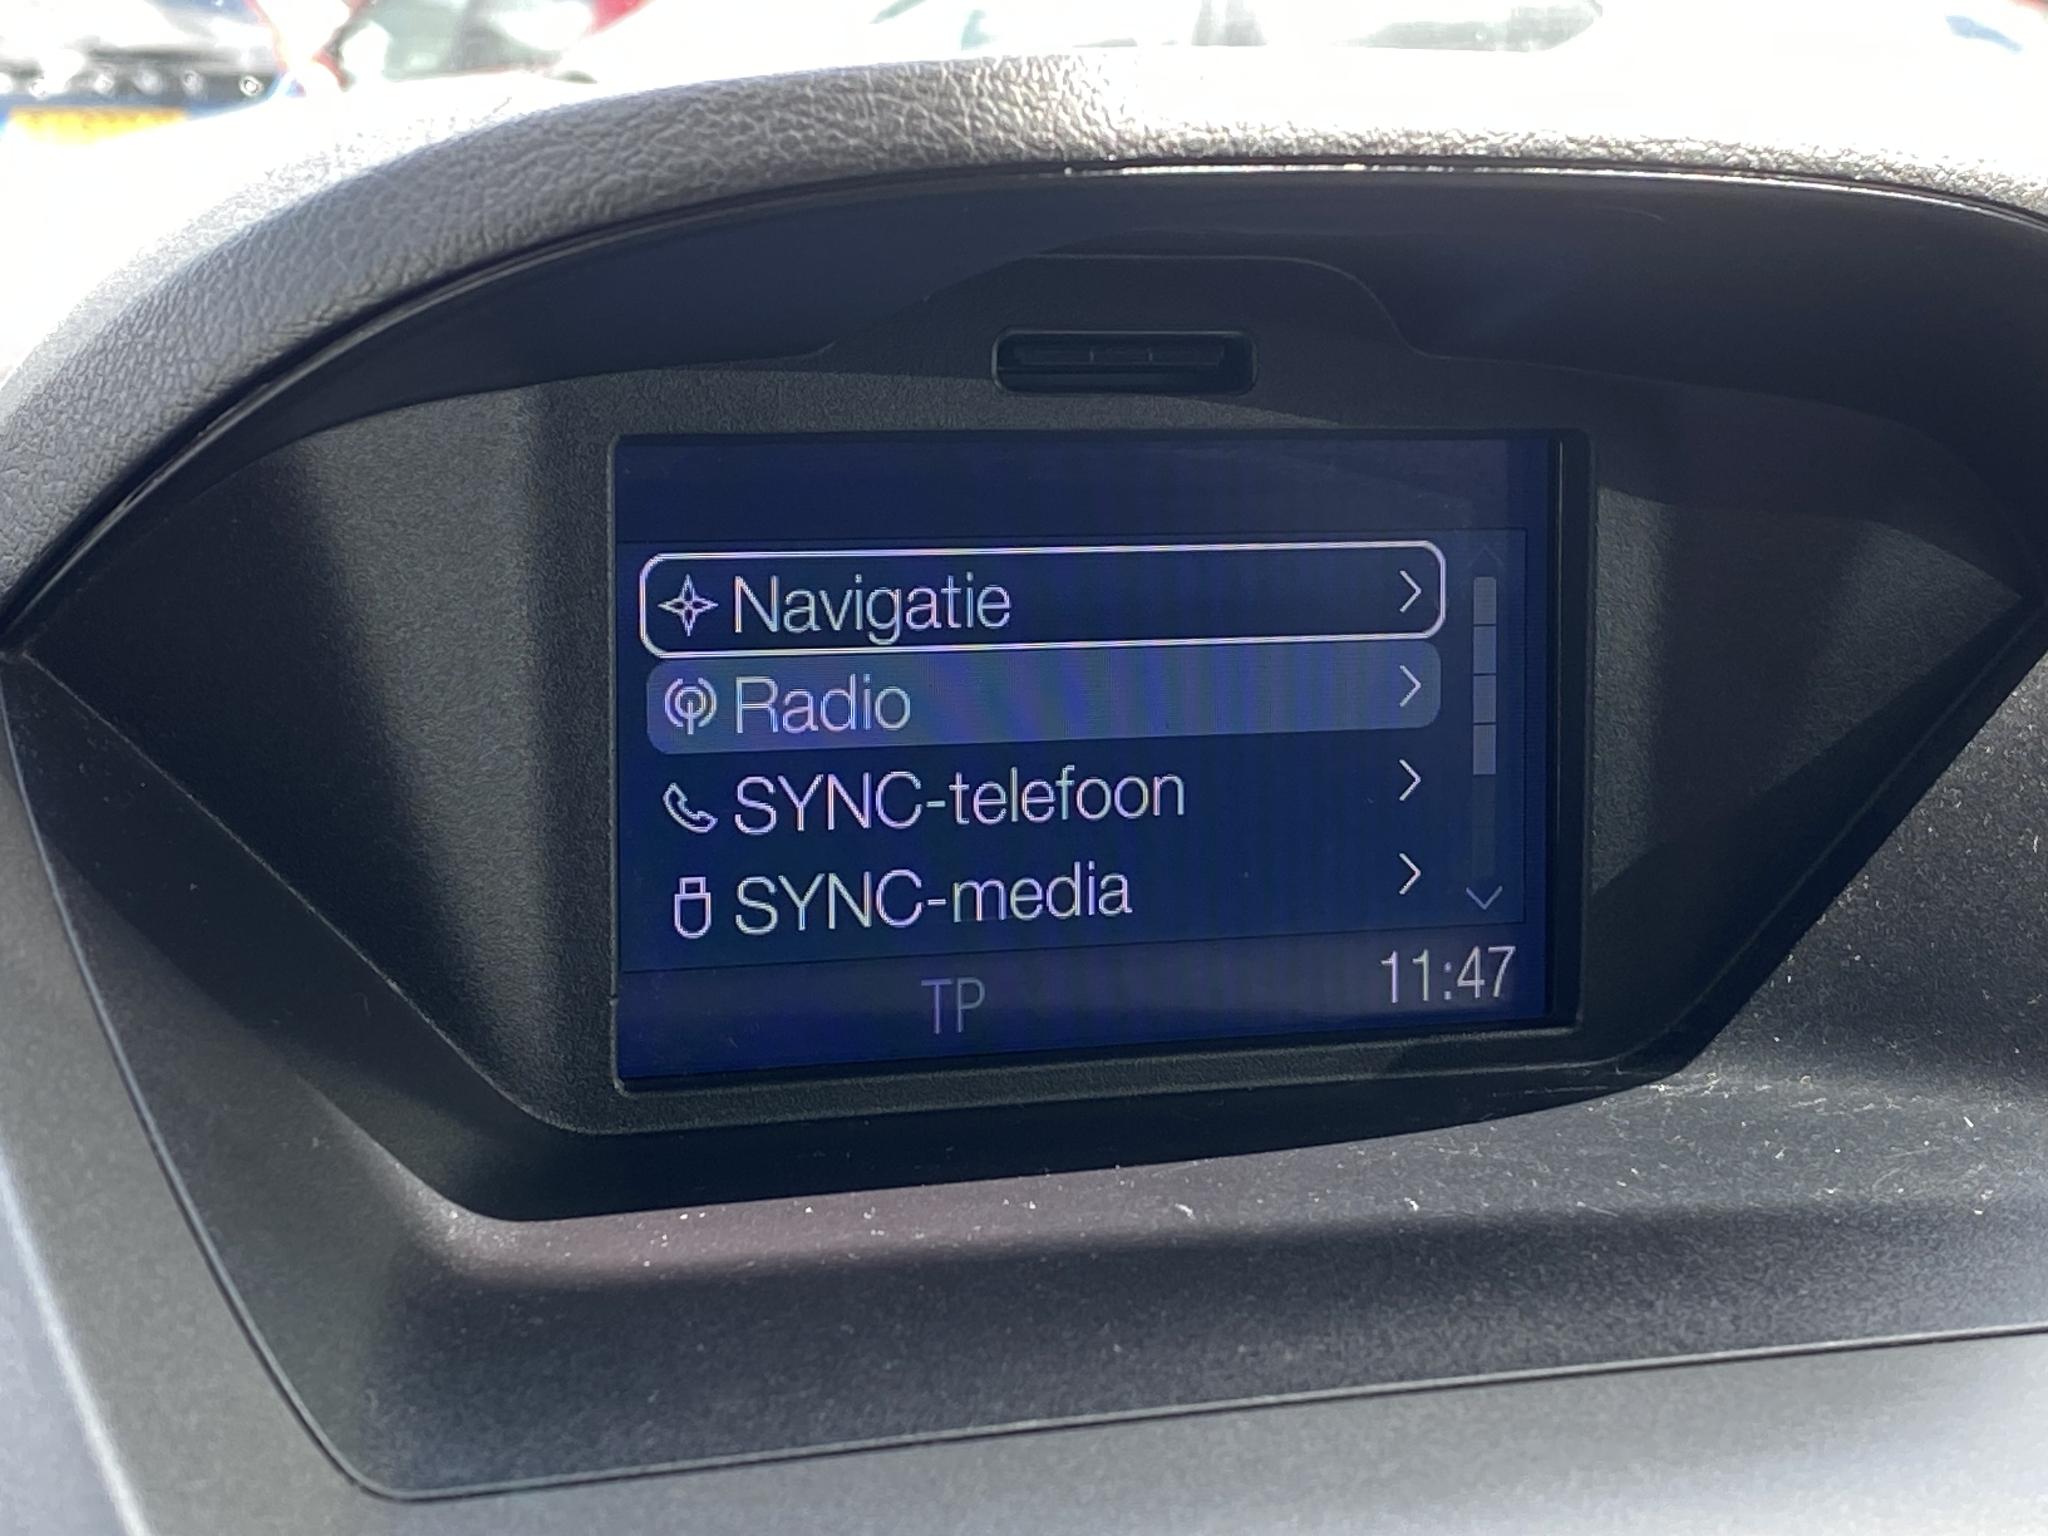 Navigatie
Radio
SYNC-telefoon
SYNC-media
TP 11:47